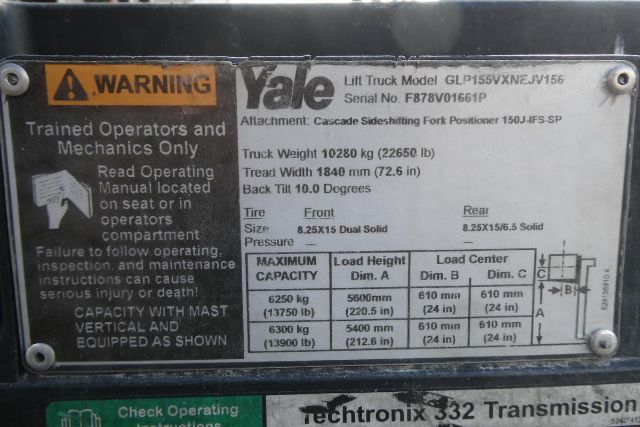 WARNING
Trained Operators and
Mechanics Only
Read Operating
Manual located
on seat or in
operators
compartment
Failure to follow operating,
inspection, and maintenance
instructions can cause
serious injury or death!
CAPACITY WITH MAST
VERTICAL AND
EQUIPPED AS SHOWN
Yale Lift Truck Model GLP155VXNEJV156
Serial No. F878V01661P
Attachment: Cascade Sideshifting Fork Positioner 150J-IFS-SP
Truck Weight 10280 kg (22650 lb)
Tread Width 1840 mm (72.6 in)
Back Tilt 10.0 Degrees
Tire Front Rear
Size 8.25X15 Dual Solid 8.25X15/6.5 Solid
Pressure — —
MAXIMUM Load Height Load Center
CAPACITY Dim. A Dim. B Dim. C
6250 kg 5600mm 610 mm 610 mm
(13750 lb) (220.5 in) (24 in) (24 in)
6300 kg 5400 mm 610 mm 610 mm
(13900 lb) (212.6 in) (24 in) (24 in)
C B
A
524136910.4
Check Operating
Instructions
Techtronix 332 Transmission